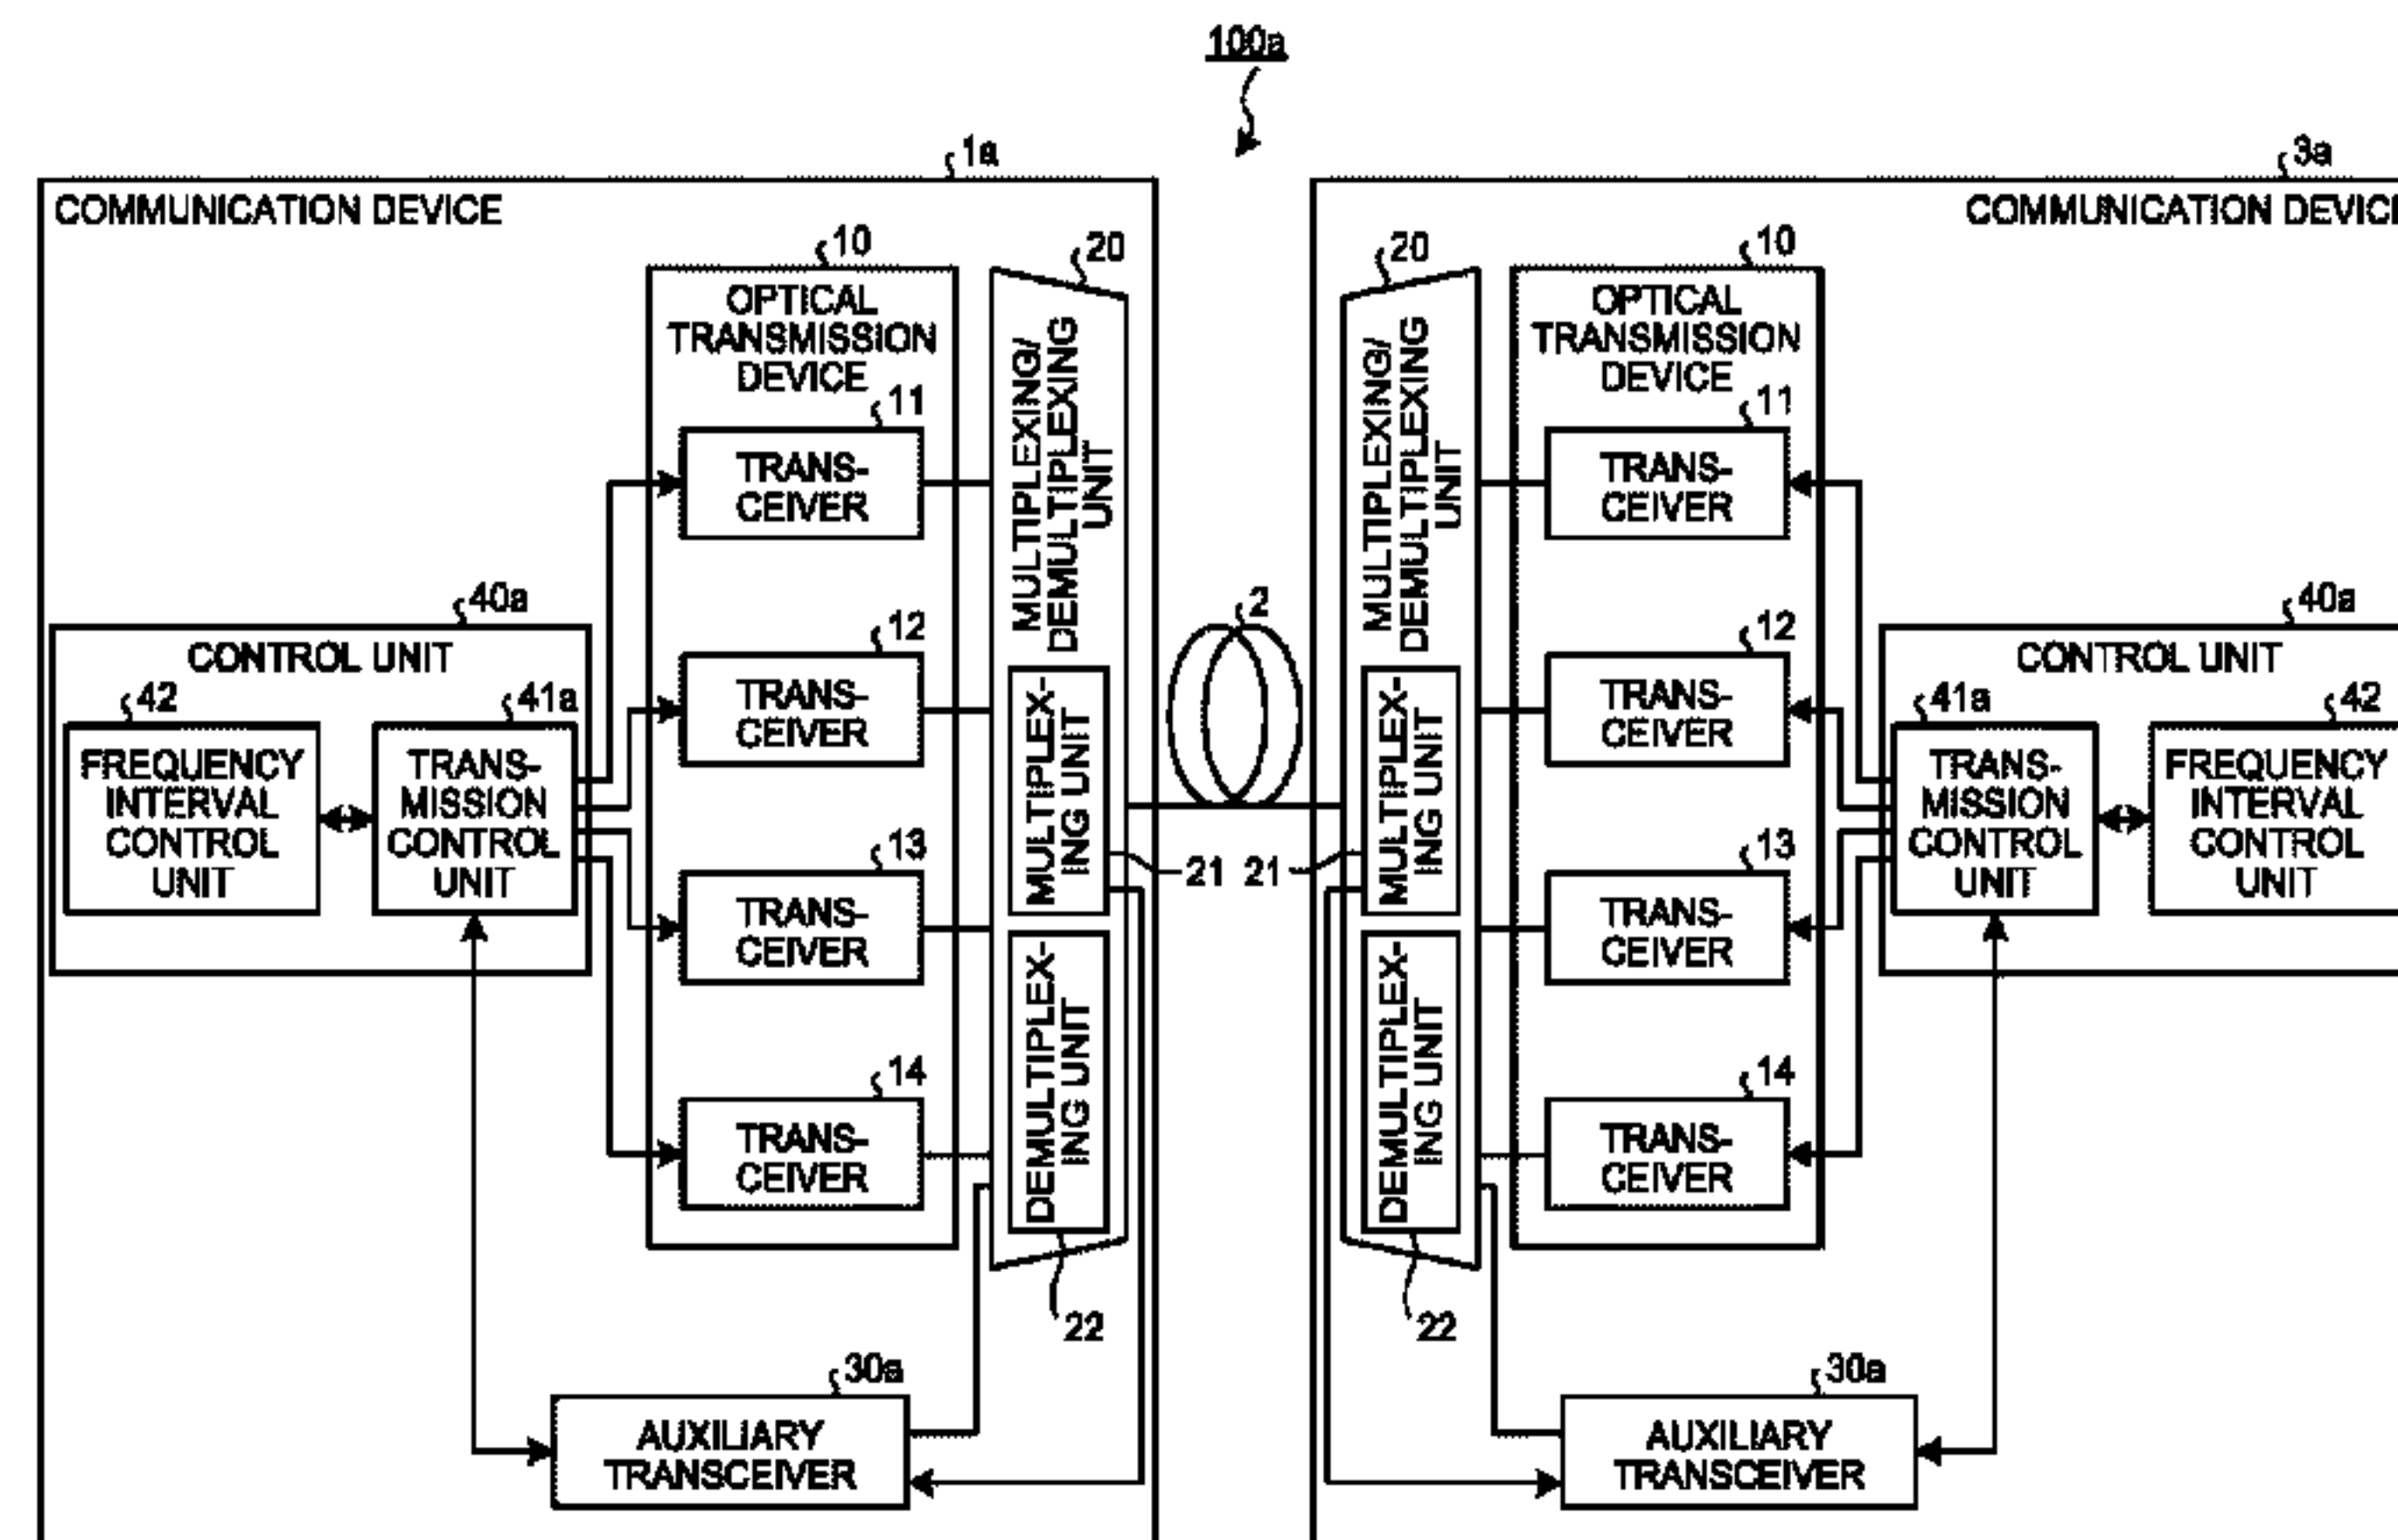 100a
1a
3a
COMMUNICATION DEVICE
COMMUNICATION DEVICE
10
20
20
10
OPTICAL
TRANSMISSION
DEVICE
MULTIPLEXING/
DEMULTIPLEXING
UNIT
MULTIPLEXING/
DEMULTIPLEXING
UNIT
OPTICAL
TRANSMISSION
DEVICE
11
TRANS-
CEIVER
11
TRANS-
CEIVER
40a
CONTROL UNIT
12
TRANS-
CEIVER
2
12
TRANS-
CEIVER
40a
CONTROL UNIT
42
FREQUENCY
INTERVAL
CONTROL
UNIT
41a
TRANS-
MISSION
CONTROL
UNIT
MULTIPLEX-
ING UNIT
21
21
MULTIPLEX-
ING UNIT
41a
TRANS-
MISSION
CONTROL
UNIT
42
FREQUENCY
INTERVAL
CONTROL
UNIT
13
TRANS-
CEIVER
13
TRANS-
CEIVER
DEMULTIPLEX-
ING UNIT
DEMULTIPLEX-
ING UNIT
14
TRANS-
CEIVER
14
TRANS-
CEIVER
22
22
30a
AUXILIARY
TRANSCEIVER
30a
AUXILIARY
TRANSCEIVER